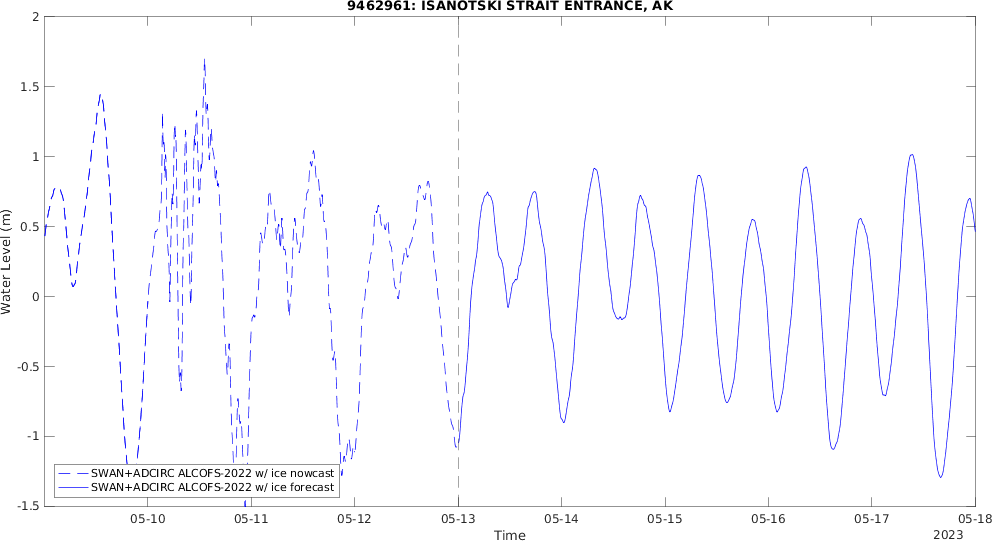 9462961: ISANOTSKI STRAIT ENTRANCE, AK
2
1.5
1
0.5
0
-0.5
-1
-1.5
Water Level (m)
SWAN+ADCIRC ALCOFS-2022 w/ ice nowcast
SWAN+ADCIRC ALCOFS-2022 w/ ice forecast
05-10 05-11 05-12 05-13 05-14 05-15 05-16 05-17 05-18
Time
2023